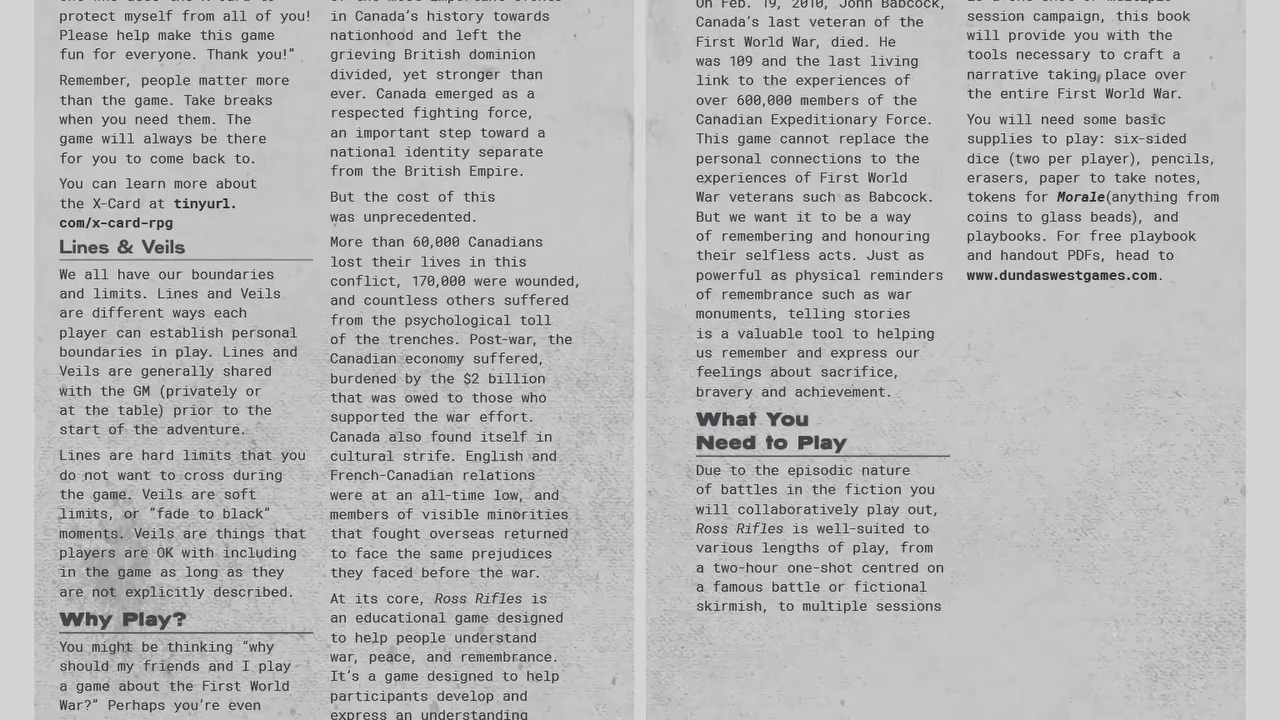 protect myself from all of you!
Please help make this game
fun for everyone. Thank you!”
Remember, people matter more
than the game. Take breaks
when you need them. The
game will always be there
for you to come back to.
You can learn more about
the X-Card at tinyurl.
com/x-card-rpg
Lines & Veils
We all have our boundaries
and limits. Lines and Veils
are different ways each
player can establish personal
boundaries in play. Lines and
Veils are generally shared
with the GM (privately or
at the table) prior to the
start of the adventure.
Lines are hard limits that you
do not want to cross during
the game. Veils are soft
limits, or “fade to black”
moments. Veils are things that
players are OK with including
in the game as long as they
are not explicitly described.
Why Play?
You might be thinking “why
should my friends and I play
a game about the First World
War?” Perhaps you’re even
in Canada’s history towards
nationhood and left the
grieving British dominion
divided, yet stronger than
ever. Canada emerged as a
respected fighting force,
an important step toward a
national identity separate
from the British Empire.
But the cost of this
was unprecedented.
More than 60,000 Canadians
lost their lives in this
conflict, 170,000 were wounded,
and countless others suffered
from the psychological toll
of the trenches. Post-war, the
Canadian economy suffered,
burdened by the $2 billion
that was owed to those who
supported the war effort.
Canada also found itself in
cultural strife. English and
French-Canadian relations
were at an all-time low, and
members of visible minorities
that fought overseas returned
to face the same prejudices
they faced before the war.
At its core, Ross Rifles is
an educational game designed
to help people understand
war, peace, and remembrance.
It’s a game designed to help
participants develop and
express an understanding
On Feb. 19, 2010, John Babcock,
Canada’s last veteran of the
First World War, died. He
was 109 and the last living
link to the experiences of
over 600,000 members of the
Canadian Expeditionary Force.
This game cannot replace the
personal connections to the
experiences of First World
War veterans such as Babcock.
But we want it to be a way
of remembering and honouring
their selfless acts. Just as
powerful as physical reminders
of remembrance such as war
monuments, telling stories
is a valuable tool to helping
us remember and express our
feelings about sacrifice,
bravery and achievement.
What You
Need to Play
Due to the episodic nature
of battles in the fiction you
will collaboratively play out,
Ross Rifles is well-suited to
various lengths of play, from
a two-hour one-shot centred on
a famous battle or fictional
skirmish, to multiple sessions
session campaign, this book
will provide you with the
tools necessary to craft a
narrative taking place over
the entire First World War.
You will need some basic
supplies to play: six-sided
dice (two per player), pencils,
erasers, paper to take notes,
tokens for Morale(anything from
coins to glass beads), and
playbooks. For free playbook
and handout PDFs, head to
www.dundaswestgames.com.